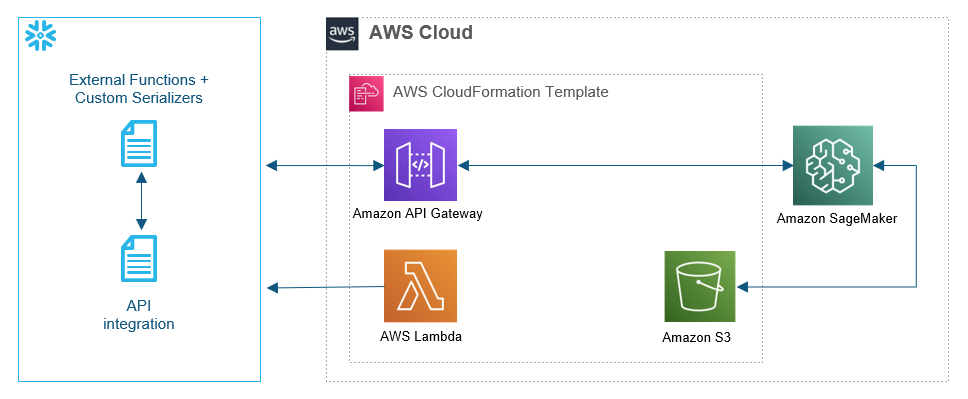 aws
AWS Cloud
External Functions +
Custom Serializers
AWS CloudFormation Template
</>
Amazon API Gateway
Amazon SageMaker
API
integration
AWS Lambda
Amazon S3